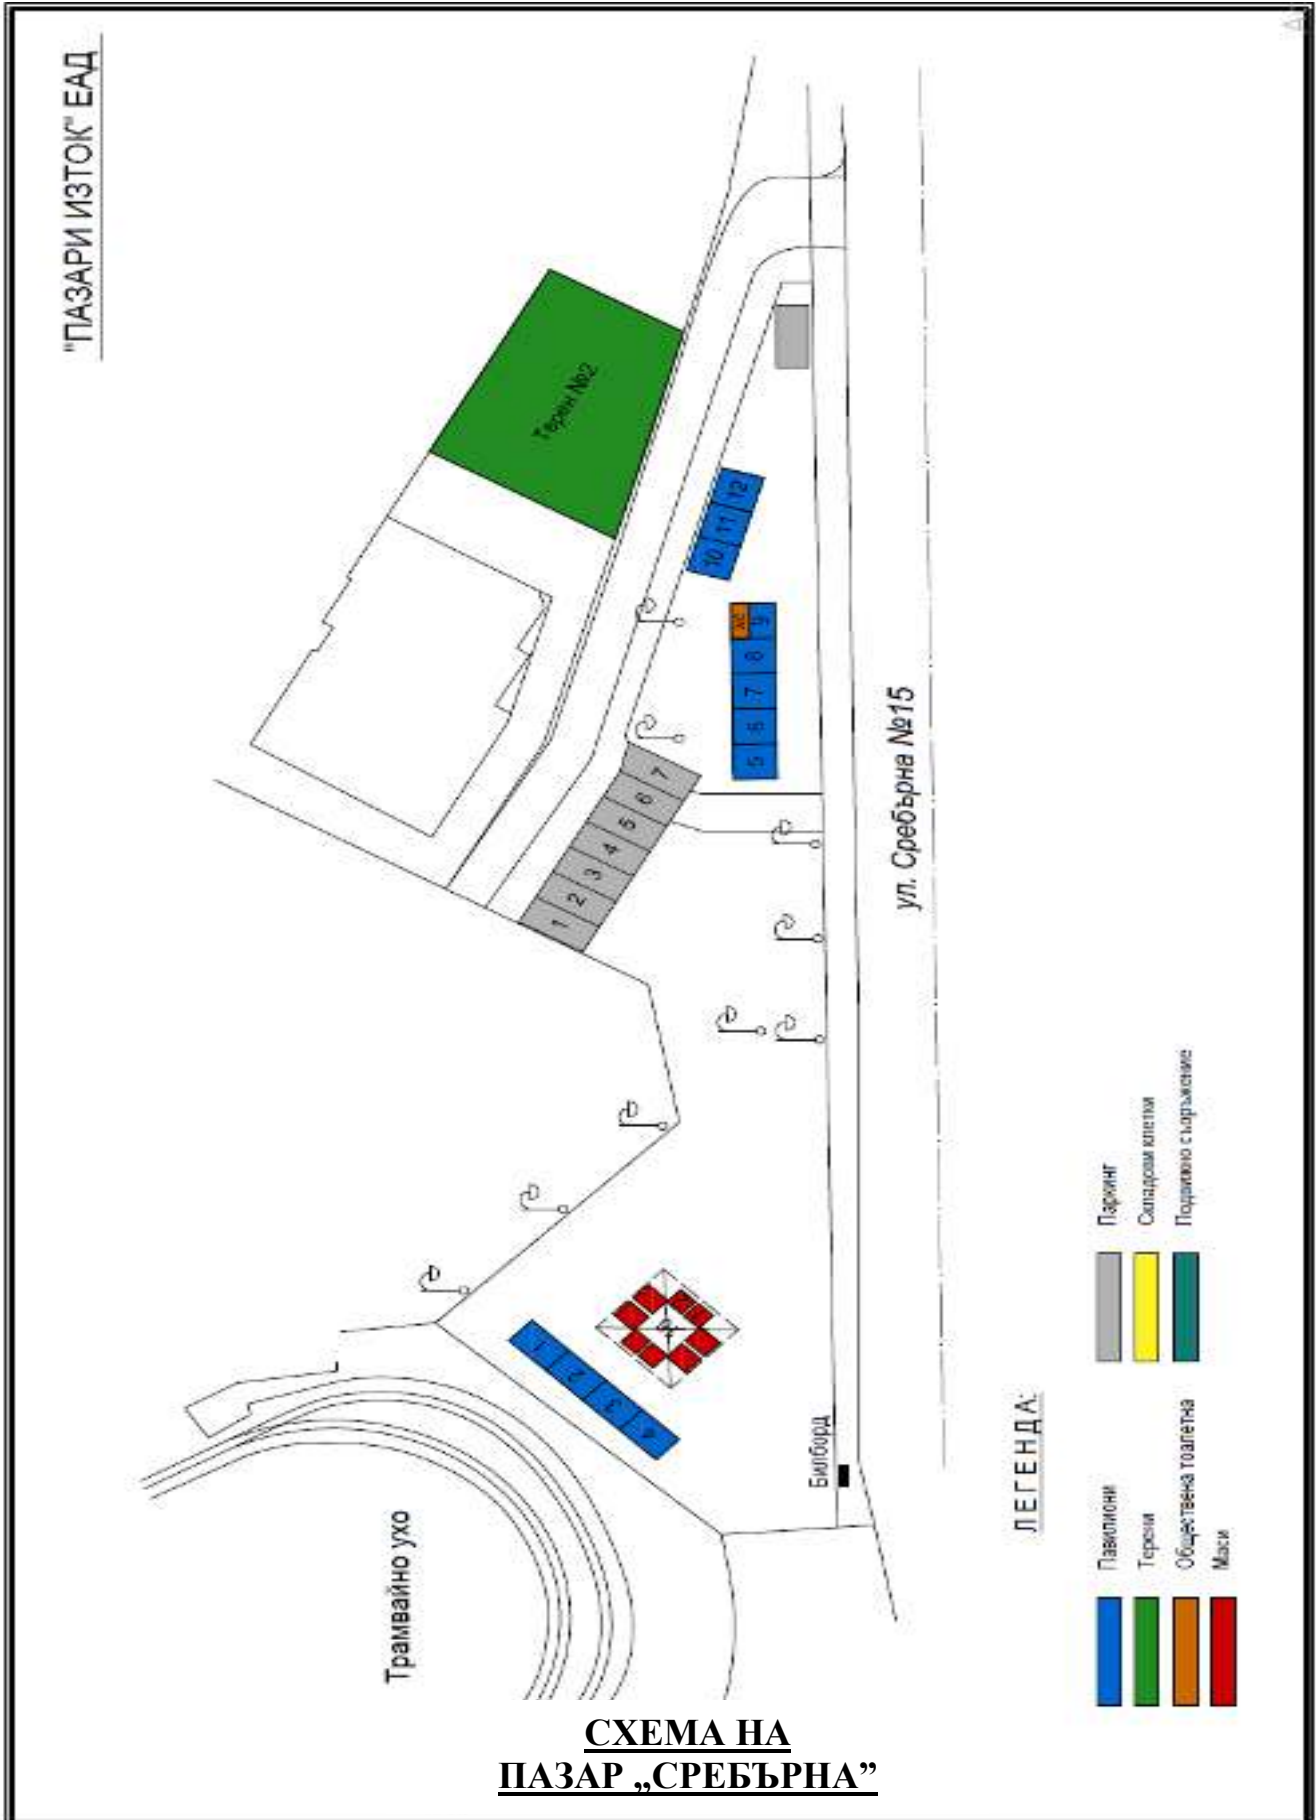 "ПАЗАРИ ИЗТОК" ЕАД
Терен №2
10
11
12
WC
5
6
7
8
9
1
2
3
4
5
6
7
ул. Сребърна №15
1
2
3
4
Билборд
Трамвайно ухо
ЛЕГЕНДА:
Павилиони
Терени
Обществена тоалетна
Маси
Паркинг
Складови клетки
Подвижно съоръжение
СХЕМА НА
ПАЗАР „СРЕБЪРНА”